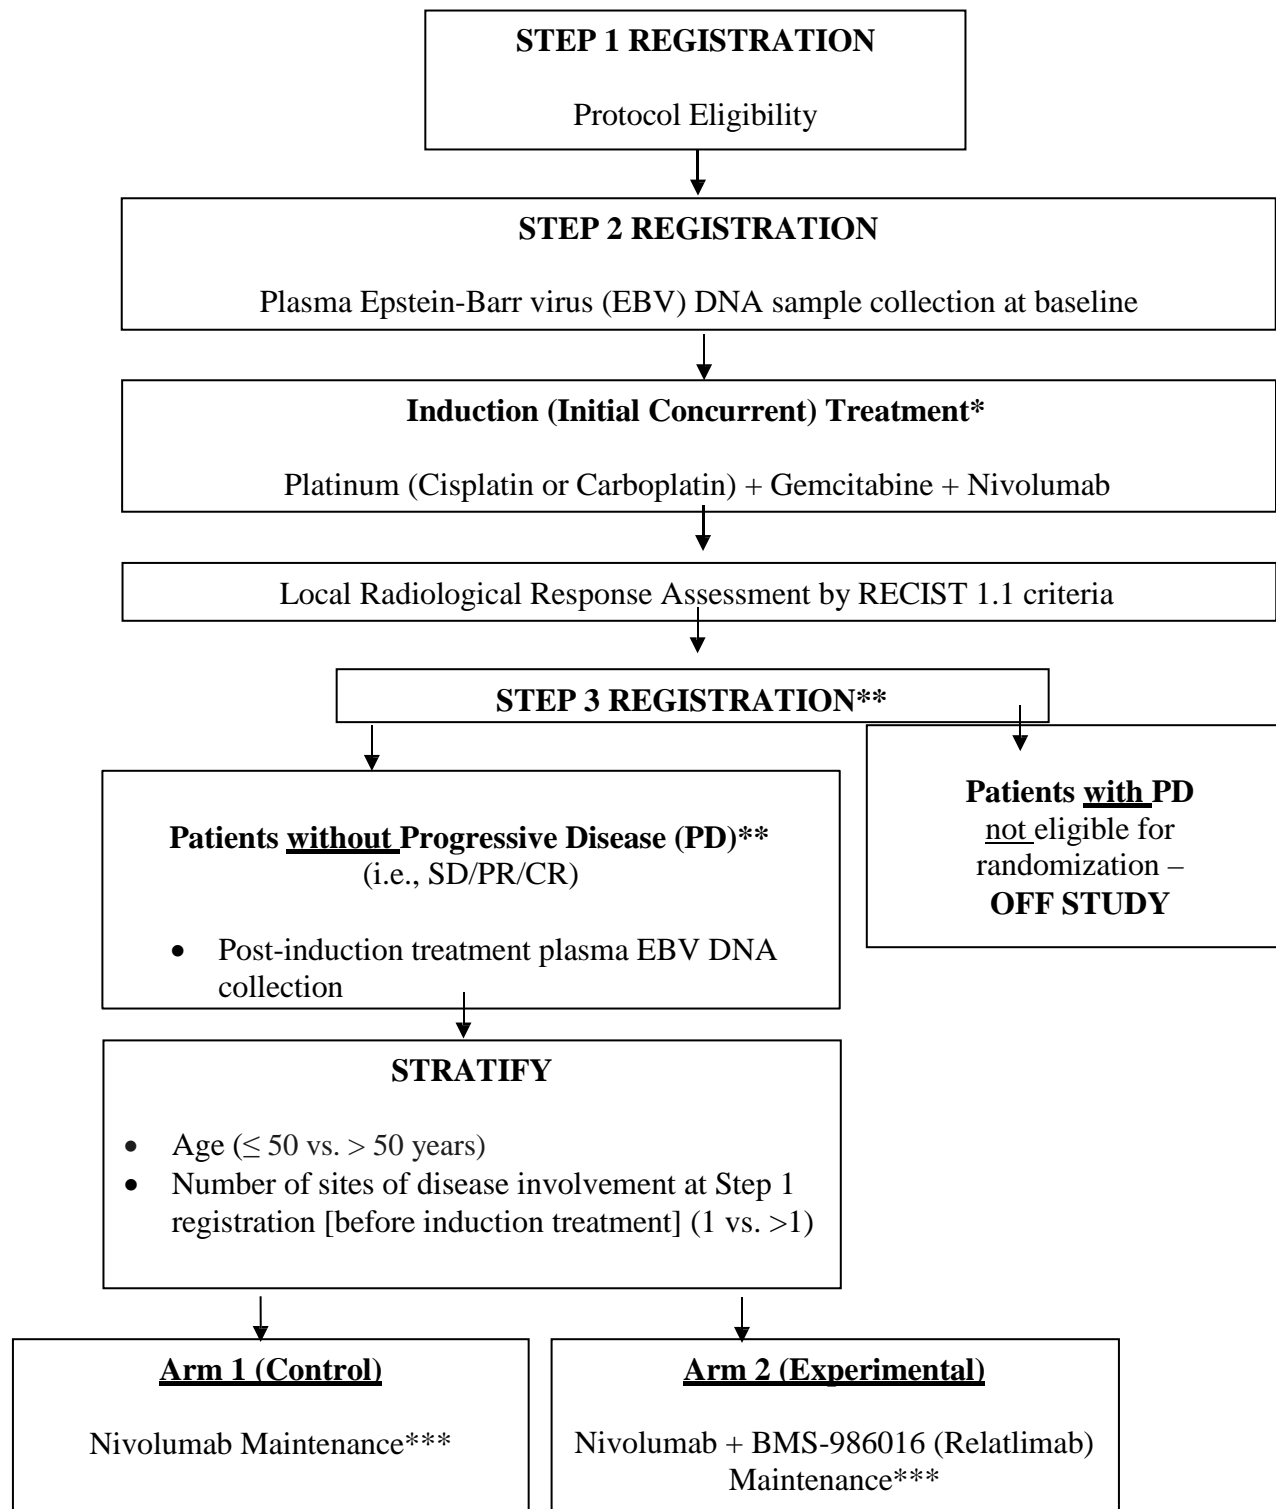 STEP 1 REGISTRATION
Protocol Eligibility
STEP 2 REGISTRATION
Plasma Epstein-Barr virus (EBV) DNA sample collection at baseline
Induction (Initial Concurrent) Treatment*
Platinum (Cisplatin or Carboplatin) + Gemcitabine + Nivolumab
Local Radiological Response Assessment by RECIST 1.1 criteria
STEP 3 REGISTRATION**
Patients without Progressive Disease (PD)**
(i.e., SD/PR/CR)
• Post-induction treatment plasma EBV DNA
collection
Patients with PD
not eligible for
randomization –
OFF STUDY
STRATIFY
• Age (≤ 50 vs. > 50 years)
• Number of sites of disease involvement at Step 1
registration [before induction treatment] (1 vs. >1)
Arm 1 (Control)
Nivolumab Maintenance***
Arm 2 (Experimental)
Nivolumab + BMS-986016 (Relatlimab)
Maintenance***